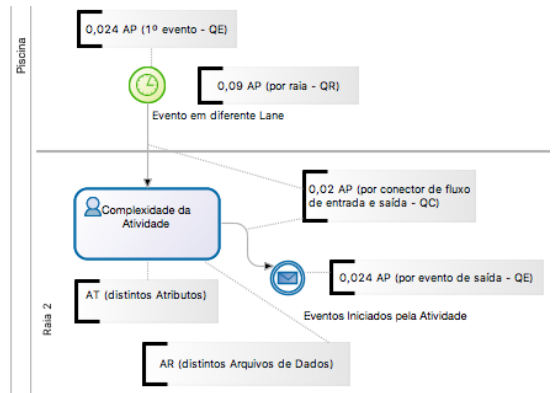 Piscina
0,024 AP (1º evento - QE)
0,09 AP (por raia - QR)
Evento em diferente Lane
Raia 2
Complexidade da
Atividade
0,02 AP (por conector de fluxo
de entrada e saída - QC)
0,024 AP (por evento de saída - QE)
AT (distintos Atributos)
Eventos Iniciados pela Atividade
AR (distintos Arquivos de Dados)